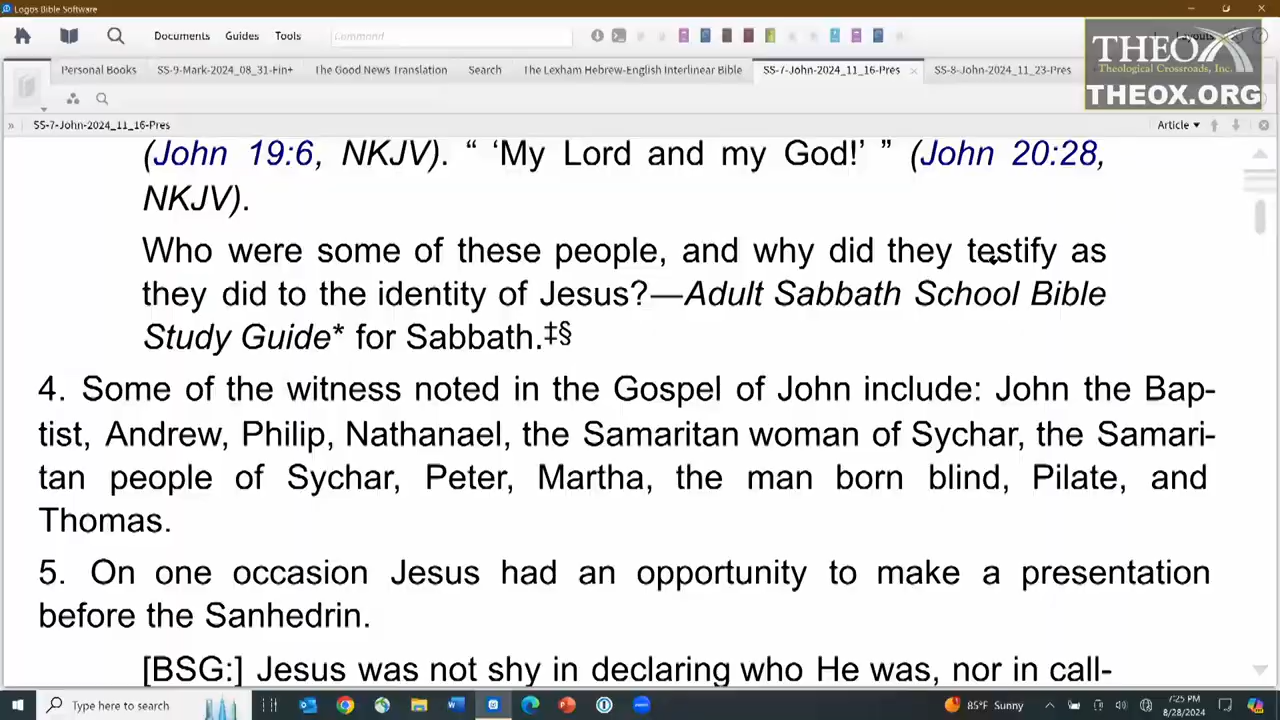 Logos Bible Software
Documents Guides Tools Command Layouts
THEOX
Theological Crossroads, Inc.
THEOX.ORG
Personal Books SS-9-Mark-2024_08_31-Fin+ The Good News Translation The Lexham Hebrew-English Interlinear Bible SS-7-John-2024_11_16-Pres SS-8-John-2024_11_23-Pres
» SS-7-John-2024_11_16-Pres Article
(John 19:6, NKJV). “ ‘My Lord and my God!’ ” (John 20:28,
NKJV).
Who were some of these people, and why did they testify as
they did to the identity of Jesus?—Adult Sabbath School Bible
Study Guide* for Sabbath.‡§
4. Some of the witness noted in the Gospel of John include: John the Bap-
tist, Andrew, Philip, Nathanael, the Samaritan woman of Sychar, the Samari-
tan people of Sychar, Peter, Martha, the man born blind, Pilate, and
Thomas.
5. On one occasion Jesus had an opportunity to make a presentation
before the Sanhedrin.
[BSG:] Jesus was not shy in declaring who He was, nor in call-
Type here to search 85°F Sunny 7:25 PM
8/28/2024